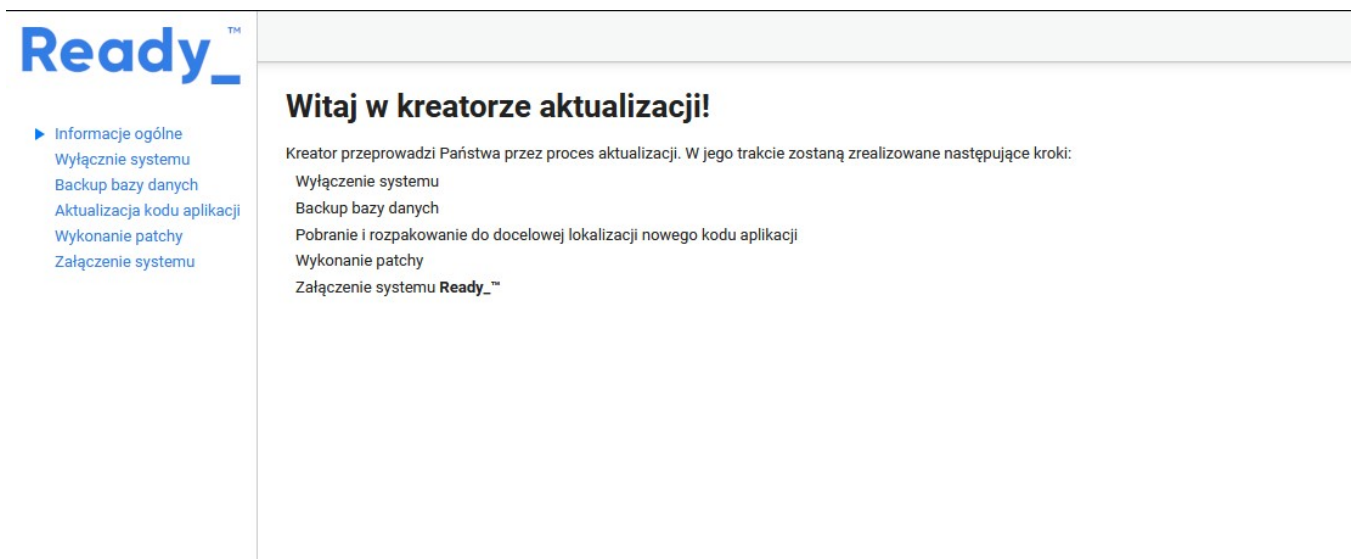 Ready_™
Informacje ogólne
Wyłącznie systemu
Backup bazy danych
Aktualizacja kodu aplikacji
Wykonanie patchy
Załączenie systemu
Witaj w kreatorze aktualizacji!
Kreator przeprowadzi Państwa przez proces aktualizacji. W jego trakcie zostaną zrealizowane następujące kroki:
Wyłączenie systemu
Backup bazy danych
Pobranie i rozpakowanie do docelowej lokalizacji nowego kodu aplikacji
Wykonanie patchy
Załączenie systemu Ready_™